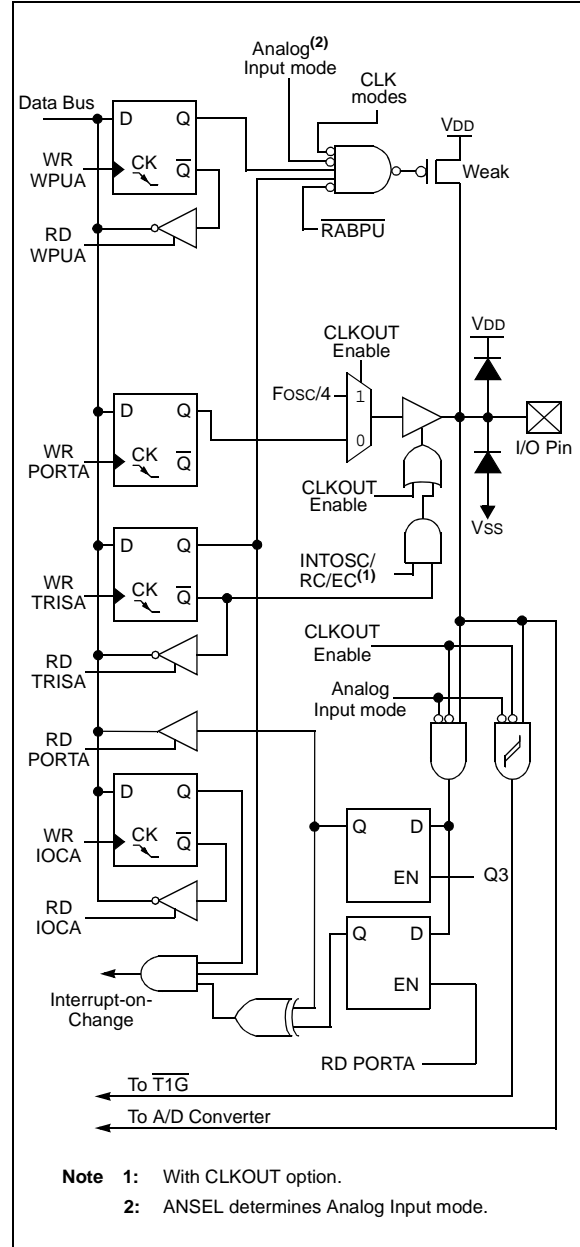 Analog(2)
Input mode
CLK
modes
Data Bus
D Q
VDD
WR
WPUA
CK Q
Weak
RD
WPUA
RABPU
CLKOUT
Enable
VDD
FOSC/4
1
0
D Q
I/O Pin
WR
PORTA
CK Q
CLKOUT
Enable
VSS
D Q
INTOSC/
RC/EC(1)
WR
TRISA
CK Q
CLKOUT
Enable
RD
TRISA
Analog
Input mode
RD
PORTA
D Q
WR
IOCA
CK Q
Q D
EN
Q3
RD
IOCA
Q D
EN
Interrupt-on-
Change
RD PORTA
To T1G
To A/D Converter
Note 1: With CLKOUT option.
2: ANSEL determines Analog Input mode.